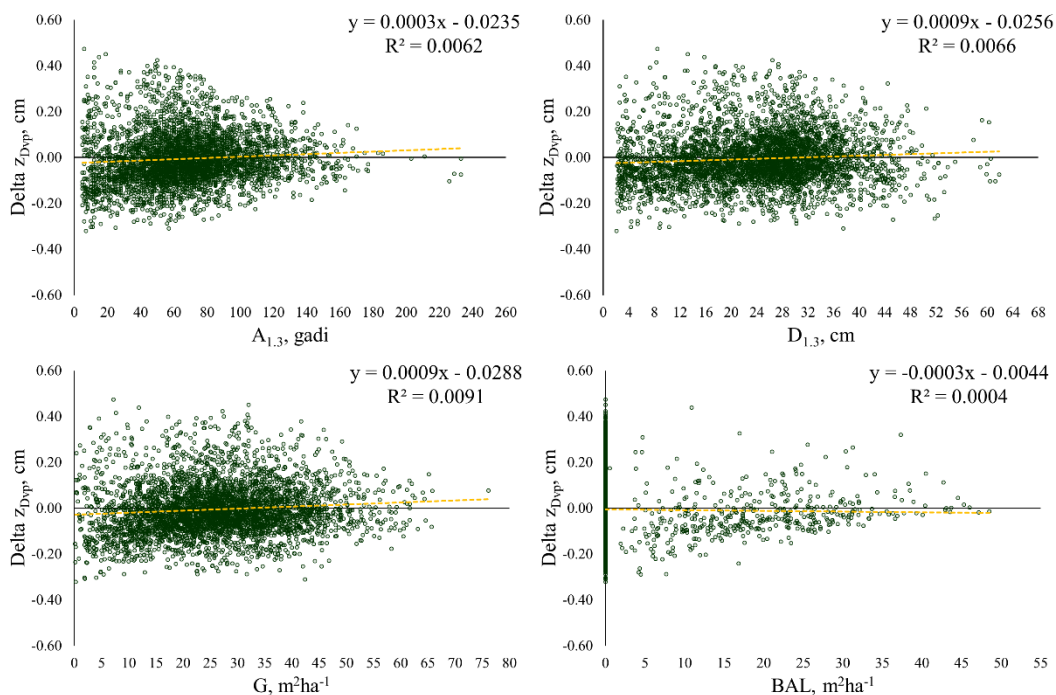 y = 0.0003x - 0.0235
R² = 0.0062
0.60
0.40
0.20
0.00
-0.20
-0.40
-0.60
Delta z_Dvp, cm
0 20 40 60 80 100 120 140 160 180 200 220 240 260
A_1.3, gadi
y = 0.0009x - 0.0256
R² = 0.0066
0.60
0.40
0.20
0.00
-0.20
-0.40
-0.60
Delta z_Dvp, cm
0 4 8 12 16 20 24 28 32 36 40 44 48 52 56 60 64 68
D_1.3, cm
y = 0.0009x - 0.0288
R² = 0.0091
0.60
0.40
0.20
0.00
-0.20
-0.40
-0.60
Delta z_Dvp, cm
0 5 10 15 20 25 30 35 40 45 50 55 60 65 70 75 80
G, m²ha⁻¹
y = -0.0003x - 0.0044
R² = 0.0004
0.60
0.40
0.20
0.00
-0.20
-0.40
-0.60
Delta z_Dvp, cm
0 5 10 15 20 25 30 35 40 45 50 55
BAL, m²ha⁻¹